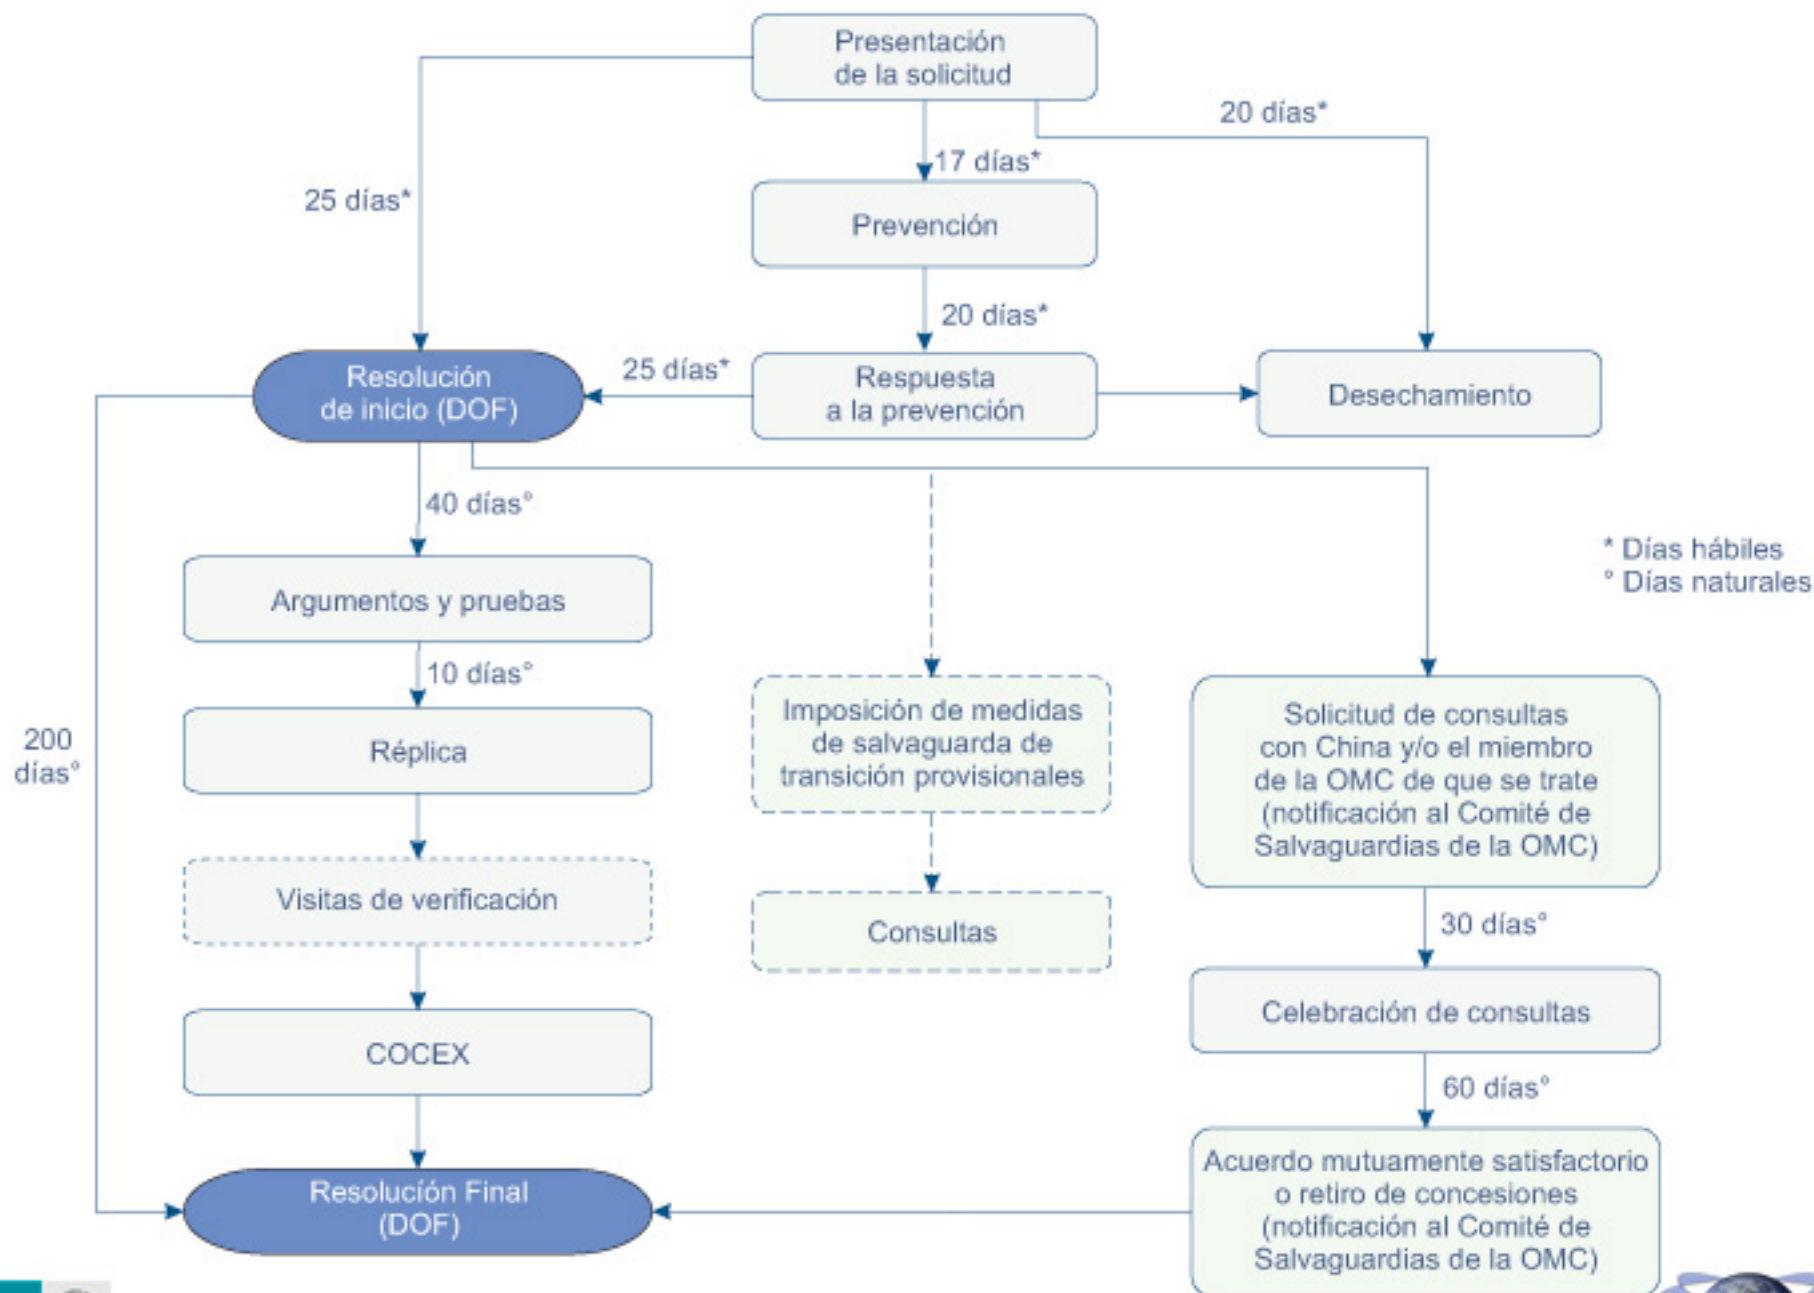 Presentación
de la solicitud
20 días*
17 días*
25 días*
Prevención
20 días*
Resolución
de inicio (DOF)
25 días*
Respuesta
a la prevención
Desechamiento
40 días°
* Días hábiles
° Días naturales
Argumentos y pruebas
10 días°
200
días°
Réplica
Imposición de medidas
de salvaguarda de
transición provisionales
Solicitud de consultas
con China y/o el miembro
de la OMC de que se trate
(notificación al Comité de
Salvaguardias de la OMC)
Visitas de verificación
Consultas
30 días°
Celebración de consultas
COCEX
60 días°
Resolución Final
(DOF)
Acuerdo mutuamente satisfactorio
o retiro de concesiones
(notificación al Comité de
Salvaguardias de la OMC)